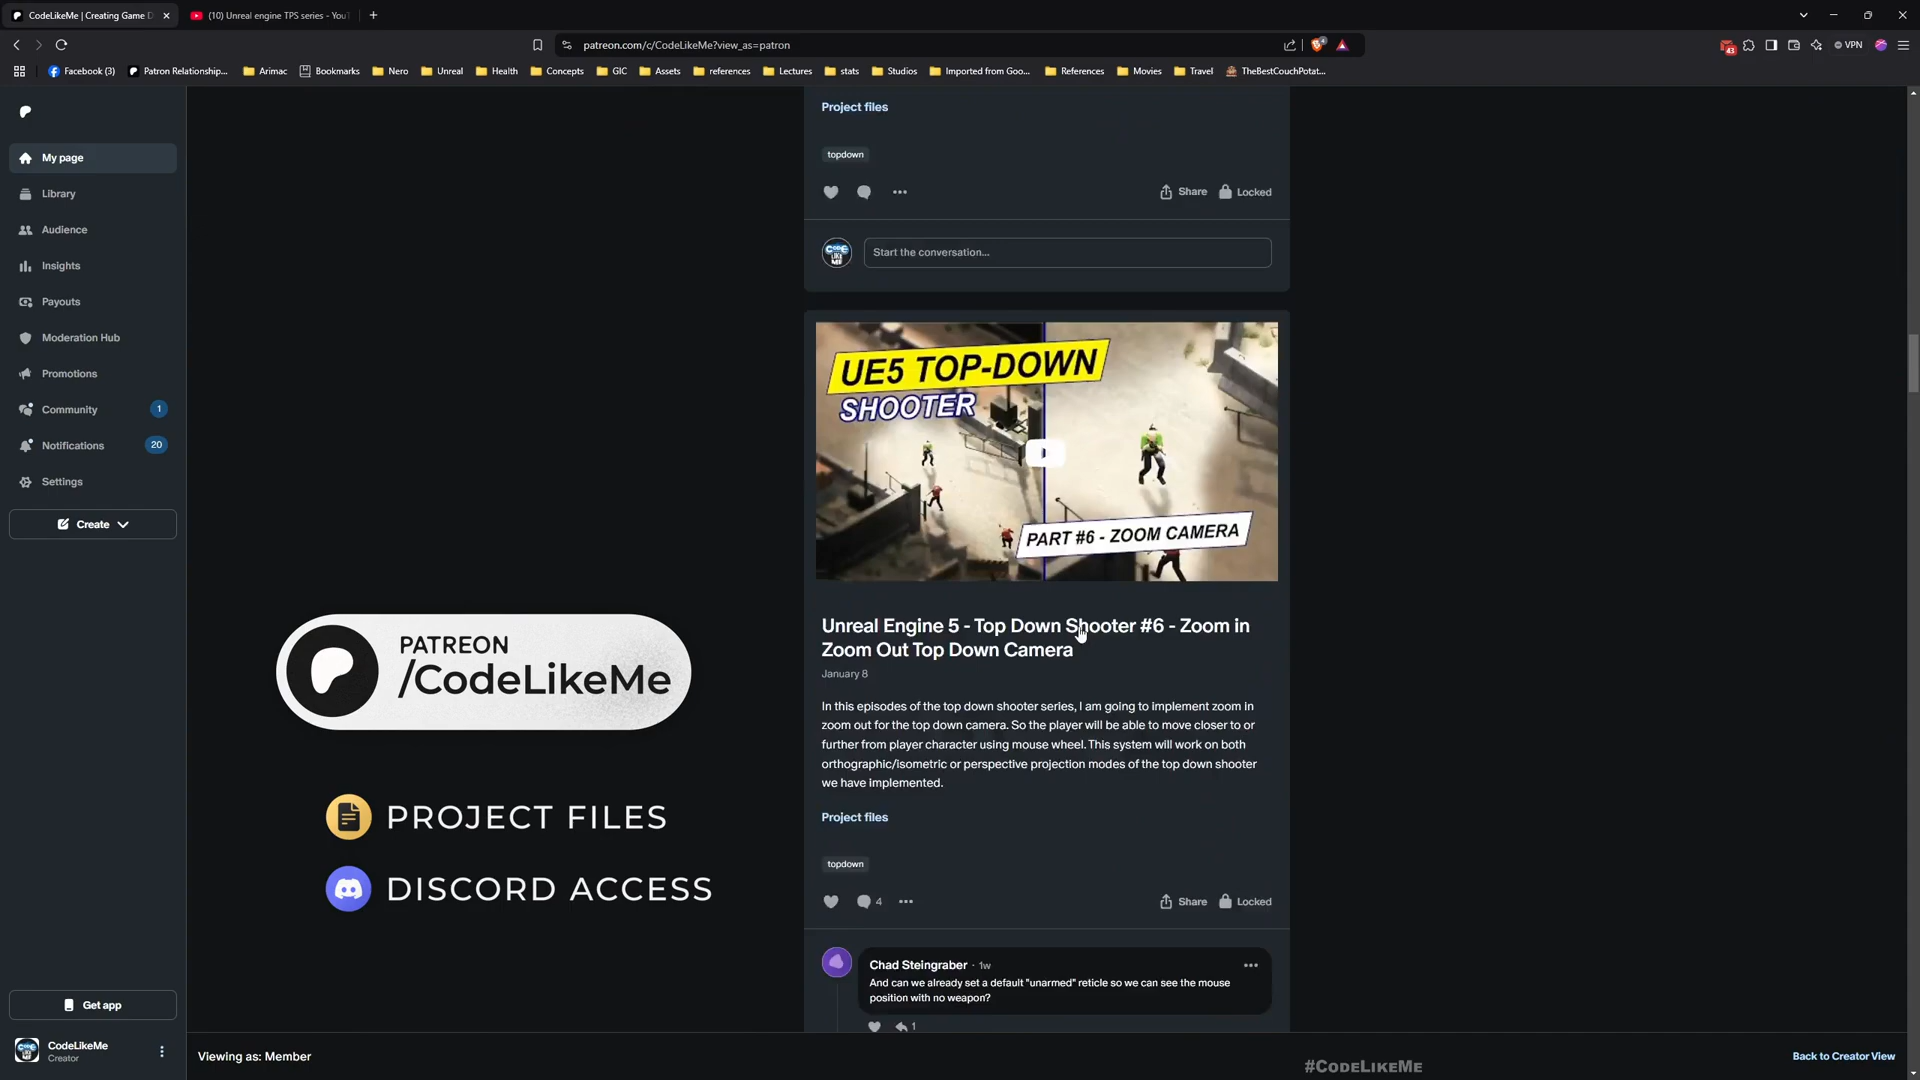 CodeLikeMe | Creating Game D
(10) Unreal engine TPS series - YouT
patreon.com/c/CodeLikeMe?view_as=patron
43
4
VPN
Facebook (3)
Patron Relationship...
Arimac
Bookmarks
Nero
Unreal
Health
Concepts
GIC
Assets
references
Lectures
stats
Studios
Imported from Goo...
References
Movies
Travel
TheBestCouchPotat...
My page
Library
Audience
Insights
Payouts
Moderation Hub
Promotions
Community 1
Notifications 20
Settings
Create
Get app
CodeLikeMe
Creator
PATREON
/CodeLikeMe
PROJECT FILES
DISCORD ACCESS
Project files
topdown
Share
Locked
CODE
LIKE
ME
Start the conversation...
UE5 TOP-DOWN
SHOOTER
PART #6 - ZOOM CAMERA
Unreal Engine 5 - Top Down Shooter #6 - Zoom in
Zoom Out Top Down Camera
January 8
In this episodes of the top down shooter series, I am going to implement zoom in
zoom out for the top down camera. So the player will be able to move closer to or
further from player character using mouse wheel. This system will work on both
orthographic/isometric or perspective projection modes of the top down shooter
we have implemented.
Project files
topdown
4
Share
Locked
Chad Steingraber · 1w
And can we already set a default "unarmed" reticle so we can see the mouse
position with no weapon?
1
Viewing as: Member
#CODELIKEME
Back to Creator View